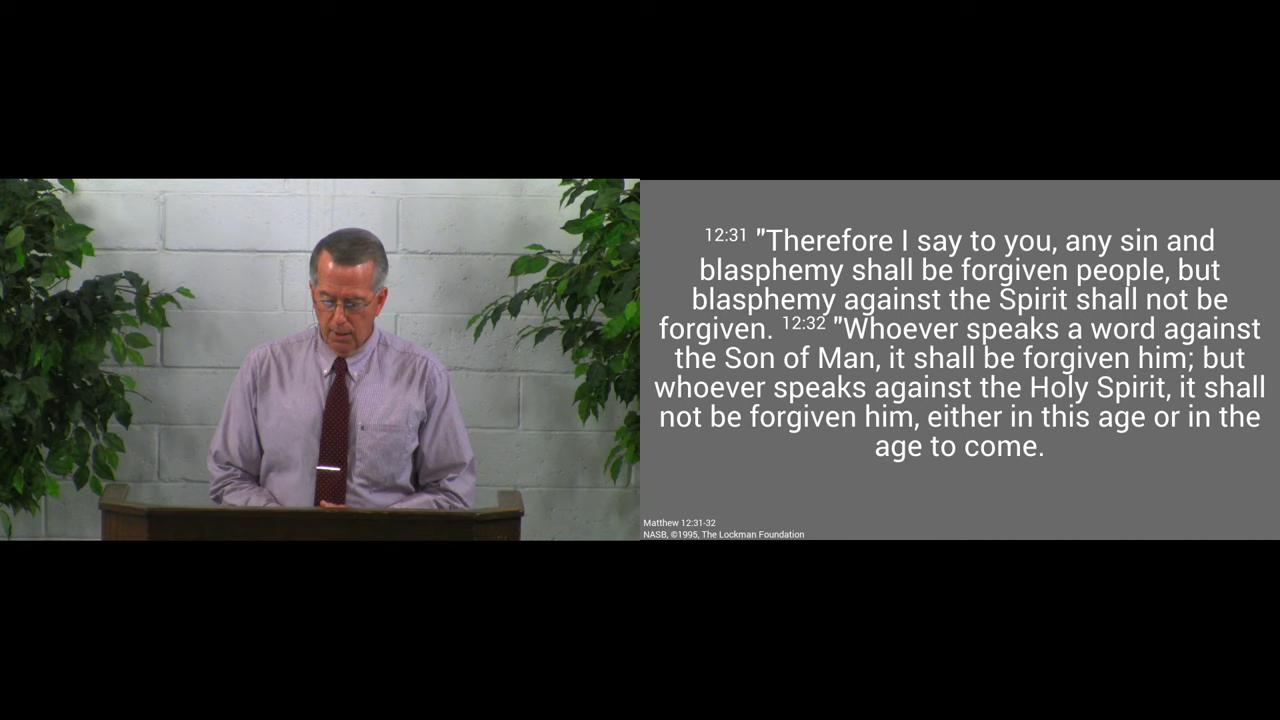 12:31 "Therefore I say to you, any sin and
blasphemy shall be forgiven people, but
blasphemy against the Spirit shall not be
forgiven. 12:32 "Whoever speaks a word against
the Son of Man, it shall be forgiven him; but
whoever speaks against the Holy Spirit, it shall
not be forgiven him, either in this age or in the
age to come.
Matthew 12:31-32
NASB, ©1995, The Lockman Foundation